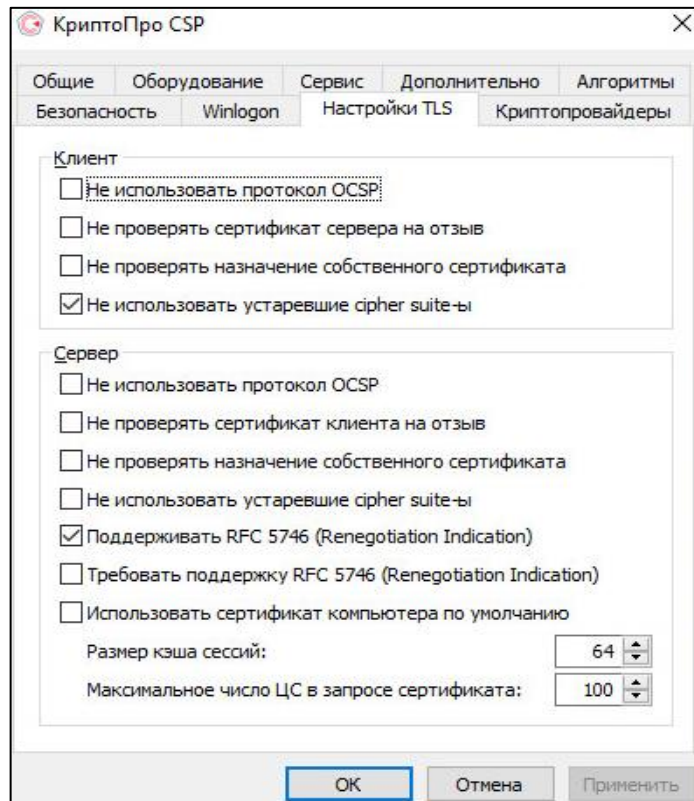 КриптоПро CSP
Общие Оборудование Сервис Дополнительно Алгоритмы
Безопасность Winlogon Настройки TLS Криптопровайдеры
Клиент
Не использовать протокол OCSP
Не проверять сертификат сервера на отзыв
Не проверять назначение собственного сертификата
Не использовать устаревшие cipher suite-ы
Сервер
Не использовать протокол OCSP
Не проверять сертификат клиента на отзыв
Не проверять назначение собственного сертификата
Не использовать устаревшие cipher suite-ы
Поддерживать RFC 5746 (Renegotiation Indication)
Требовать поддержку RFC 5746 (Renegotiation Indication)
Использовать сертификат компьютера по умолчанию
Размер кэша сессий: 64
Максимальное число ЦС в запросе сертификата: 100
ОК Отмена Применить